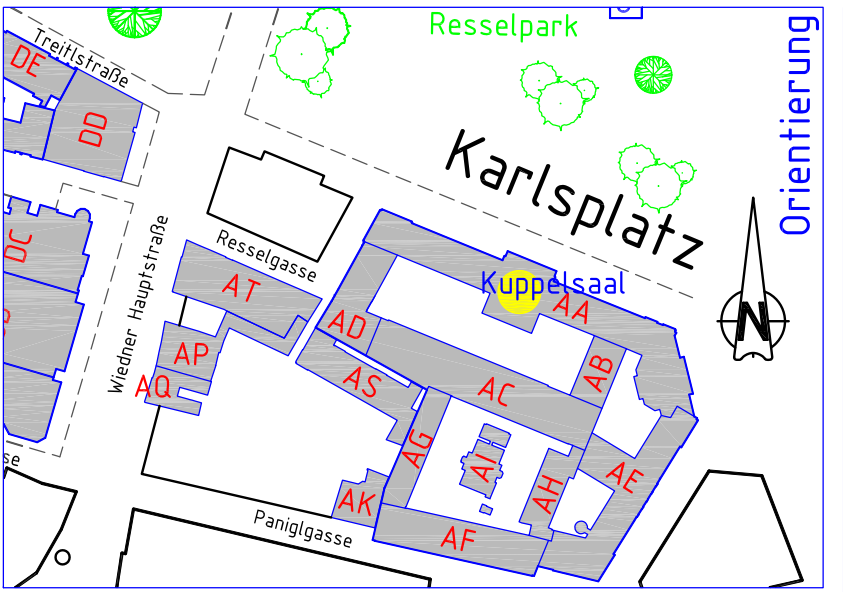 Resselpark
Orientierung
Treitlstraße
DE
DD
Karlsplatz
DC
Resselgasse
Wiedner Hauptstraße
AT
Kuppelsaal
AA
N
AD
AP
AQ
AS
AC
AB
AG
AI
AE
AH
AK
AF
Paniglgasse
se